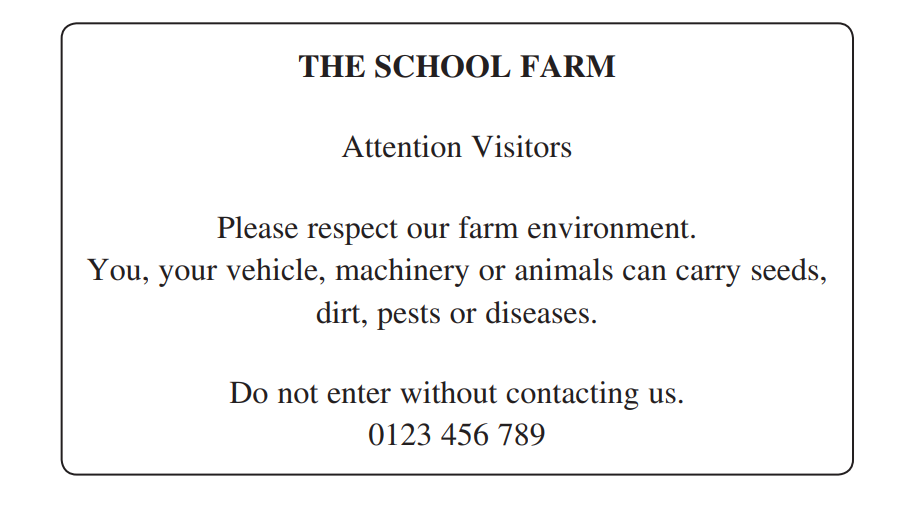 THE SCHOOL FARM
Attention Visitors
Please respect our farm environment.
You, your vehicle, machinery or animals can carry seeds,
dirt, pests or diseases.
Do not enter without contacting us.
0123 456 789